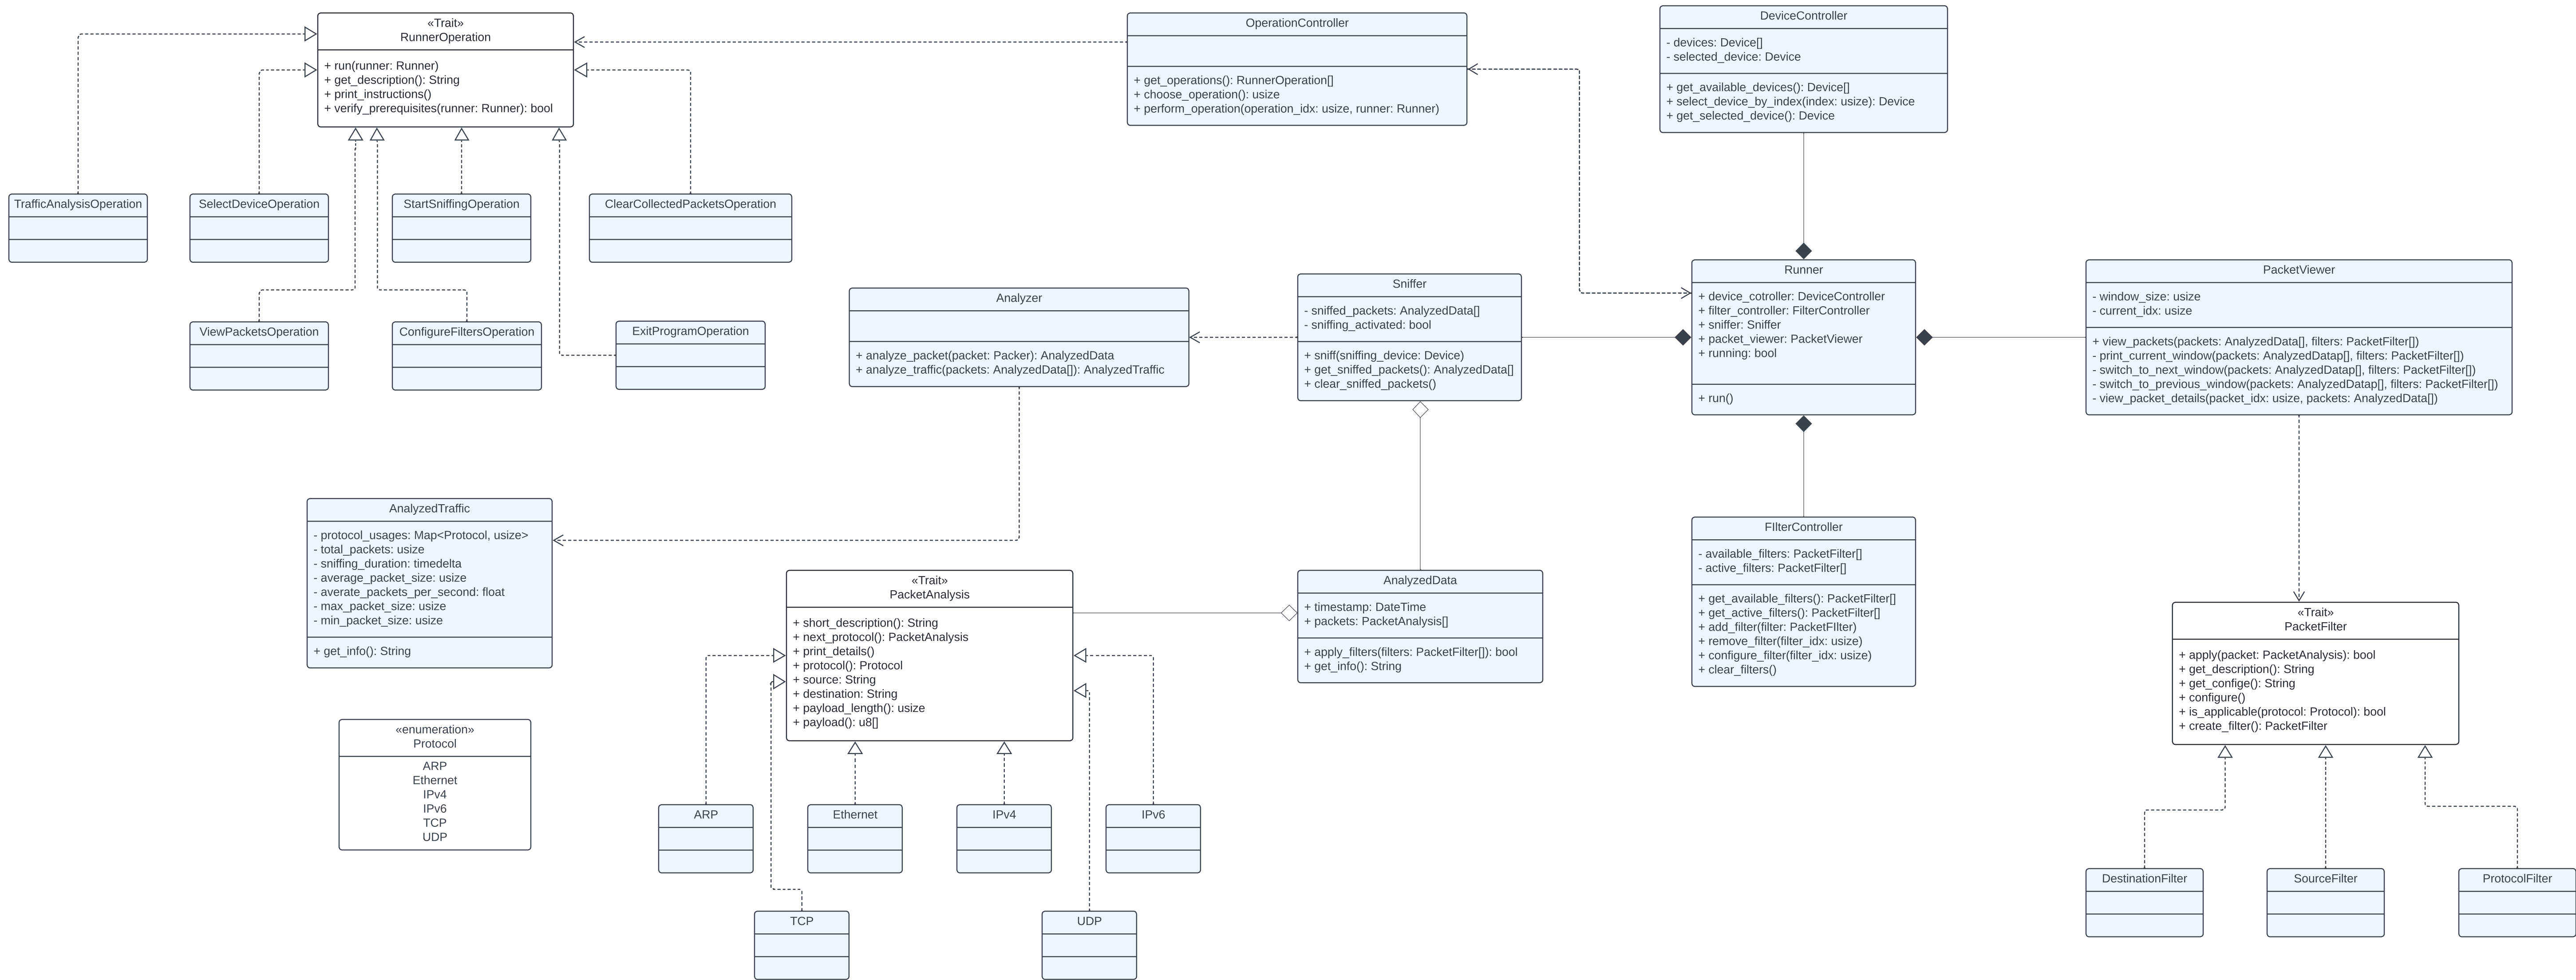 «Trait»
RunnerOperation
+ run(runner: Runner)
+ get_description(): String
+ print_instructions()
+ verify_prerequisites(runner: Runner): bool
OperationController
+ get_operations(): RunnerOperation[]
+ choose_operation(): usize
+ perform_operation(operation_idx: usize, runner: Runner)
DeviceController
- devices: Device[]
- selected_device: Device
+ get_available_devices(): Device[]
+ select_device_by_index(index: usize): Device
+ get_selected_device(): Device
TrafficAnalysisOperation
SelectDeviceOperation
StartSniffingOperation
ClearCollectedPacketsOperation
ViewPacketsOperation
ConfigureFiltersOperation
ExitProgramOperation
Analyzer
+ analyze_packet(packet: Packer): AnalyzedData
+ analyze_traffic(packets: AnalyzedData[]): AnalyzedTraffic
Sniffer
- sniffed_packets: AnalyzedData[]
- sniffing_activated: bool
+ sniff(sniffing_device: Device)
+ get_sniffed_packets(): AnalyzedData[]
+ clear_sniffed_packets()
Runner
+ device_cotroller: DeviceController
+ filter_controller: FilterController
+ sniffer: Sniffer
+ packet_viewer: PacketViewer
+ running: bool
+ run()
PacketViewer
- window_size: usize
- current_idx: usize
+ view_packets(packets: AnalyzedData[], filters: PacketFilter[])
- print_current_window(packets: AnalyzedDatap[], filters: PacketFilter[])
- switch_to_next_window(packets: AnalyzedDatap[], filters: PacketFilter[])
- switch_to_previous_window(packets: AnalyzedDatap[], filters: PacketFilter[])
- view_packet_details(packet_idx: usize, packets: AnalyzedData[])
AnalyzedTraffic
- protocol_usages: Map<Protocol, usize>
- total_packets: usize
- sniffing_duration: timedelta
- average_packet_size: usize
- averate_packets_per_second: float
- max_packet_size: usize
- min_packet_size: usize
+ get_info(): String
«Trait»
PacketAnalysis
+ short_description(): String
+ next_protocol(): PacketAnalysis
+ print_details()
+ protocol(): Protocol
+ source: String
+ destination: String
+ payload_length(): usize
+ payload(): u8[]
AnalyzedData
+ timestamp: DateTime
+ packets: PacketAnalysis[]
+ apply_filters(filters: PacketFilter[]): bool
+ get_info(): String
FIlterController
- available_filters: PacketFilter[]
- active_filters: PacketFilter[]
+ get_available_filters(): PacketFilter[]
+ get_active_filters(): PacketFilter[]
+ add_filter(filter: PacketFIlter)
+ remove_filter(filter_idx: usize)
+ configure_filter(filter_idx: usize)
+ clear_filters()
«Trait»
PacketFilter
+ apply(packet: PacketAnalysis): bool
+ get_description(): String
+ get_confige(): String
+ configure()
+ is_applicable(protocol: Protocol): bool
+ create_filter(): PacketFilter
«enumeration»
Protocol
ARP
Ethernet
IPv4
IPv6
TCP
UDP
ARP
Ethernet
IPv4
IPv6
TCP
UDP
DestinationFilter
SourceFilter
ProtocolFilter